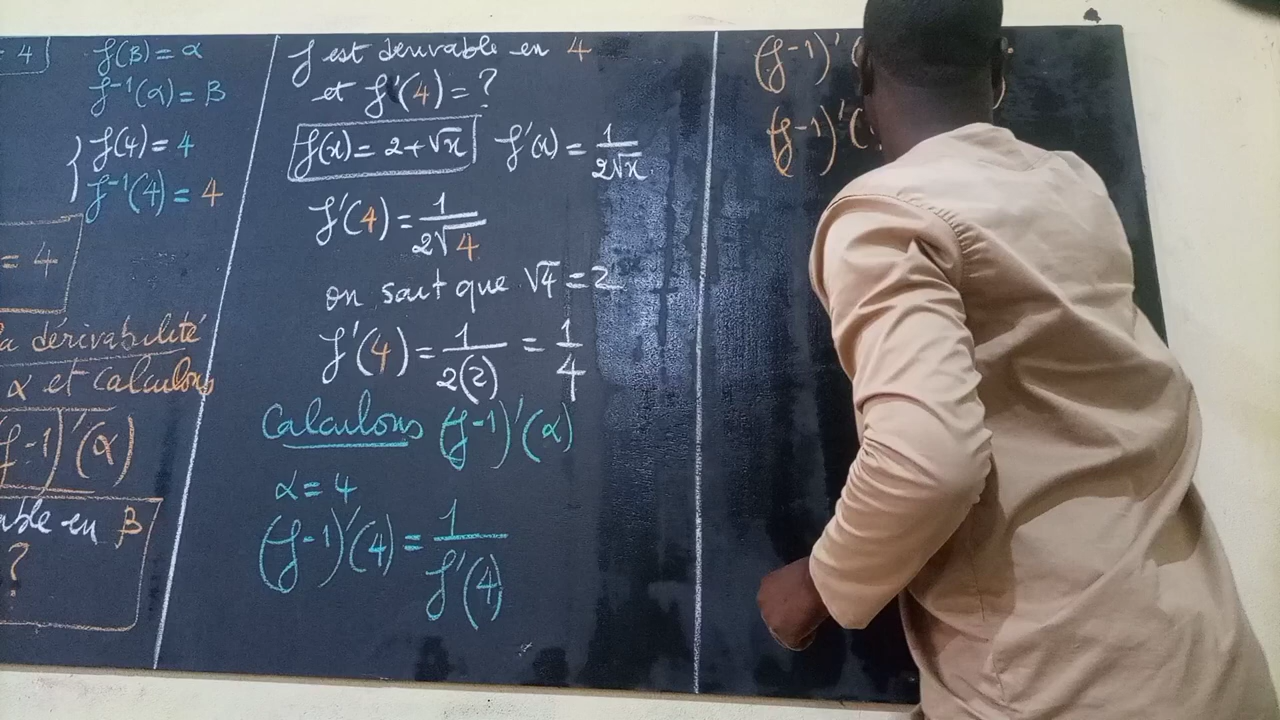 = 4
f(β) = α
f⁻¹(α) = β
f(4) = 4
f⁻¹(4) = 4
= 4
la dérivabilité
α et calculons
(f⁻¹)'(α)
able en β
?
f est dérivable en 4
et f'(4) = ?
f(x) = 2+√x f'(x) = 1/2√x
f'(4) = 1/2√4
on sait que √4 = 2
f'(4) = 1/2(2) = 1/4
Calculons (f⁻¹)'(α)
α = 4
(f⁻¹)'(4) = 1/f'(4)
(f⁻¹)'(
(f⁻¹)'(